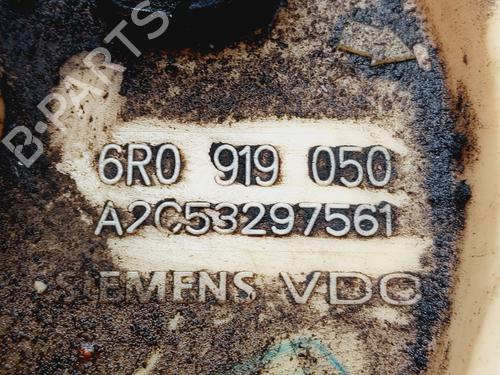 B-PARTS
6R0 919 050
A2C53297561
SIEMENS VDO